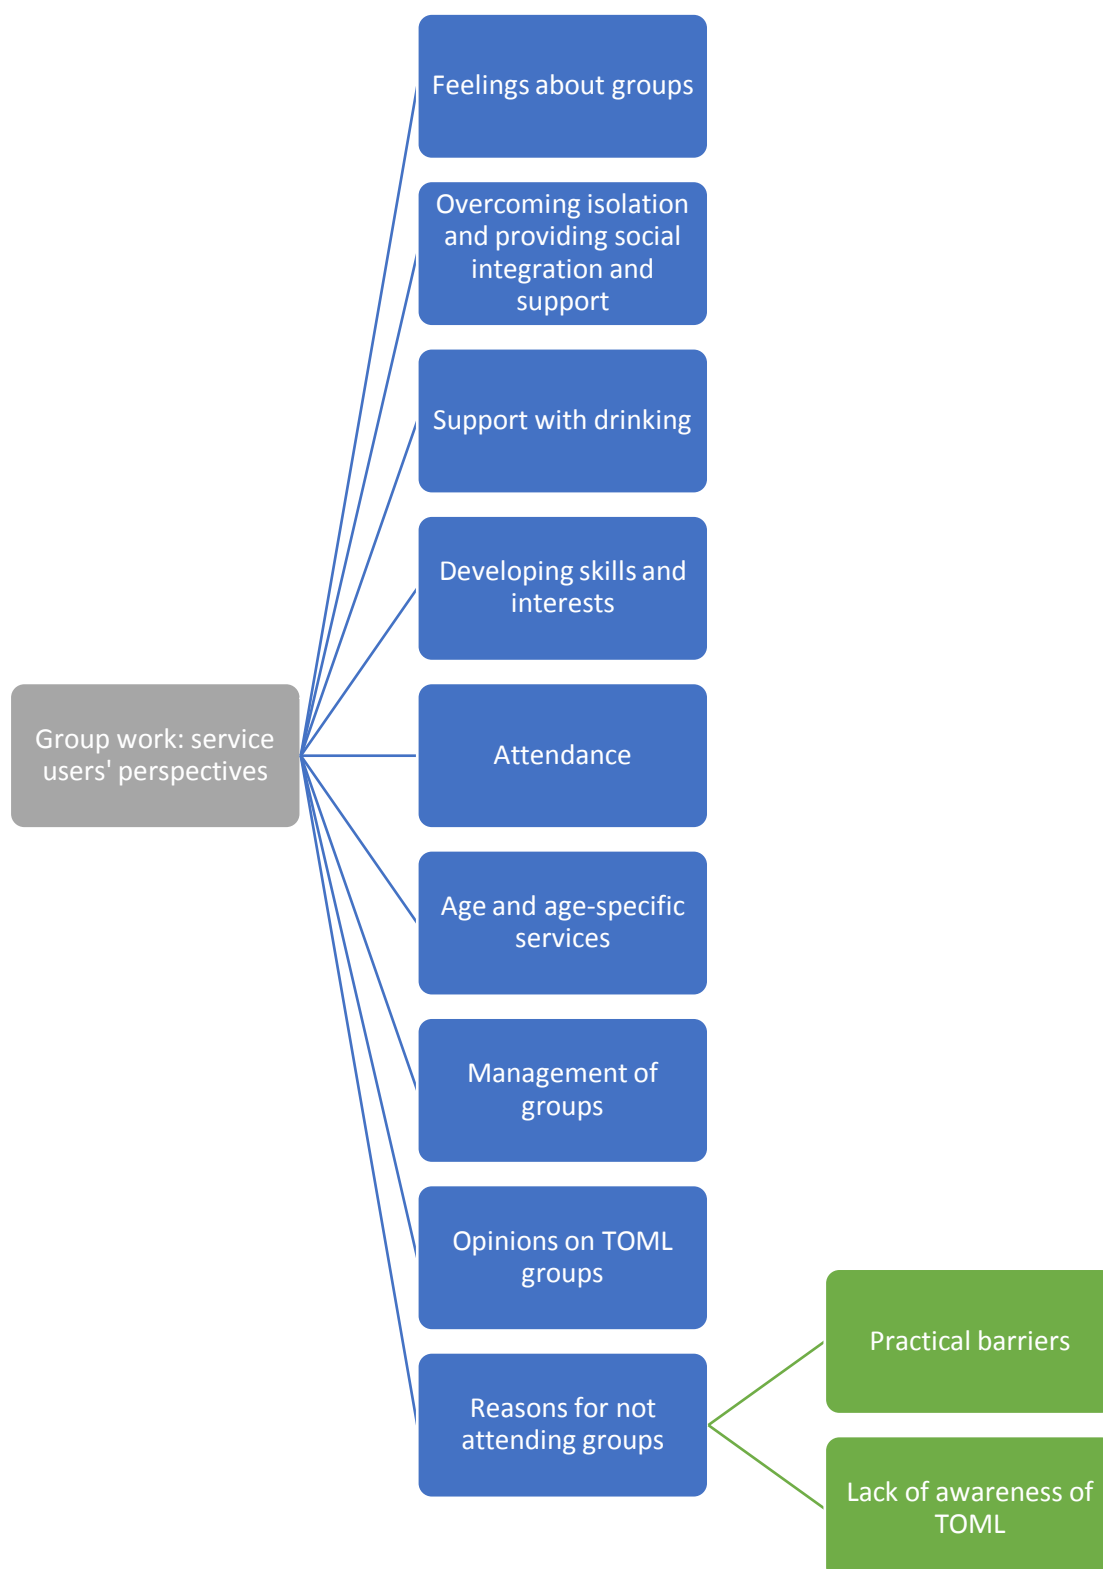 Feelings about groups
Overcoming isolation
and providing social
integration and
support
Support with drinking
Developing skills and
interests
Group work: service
users' perspectives
Attendance
Age and age-specific
services
Management of
groups
Opinions on TOML
groups
Reasons for not
attending groups
Practical barriers
Lack of awareness of
TOML